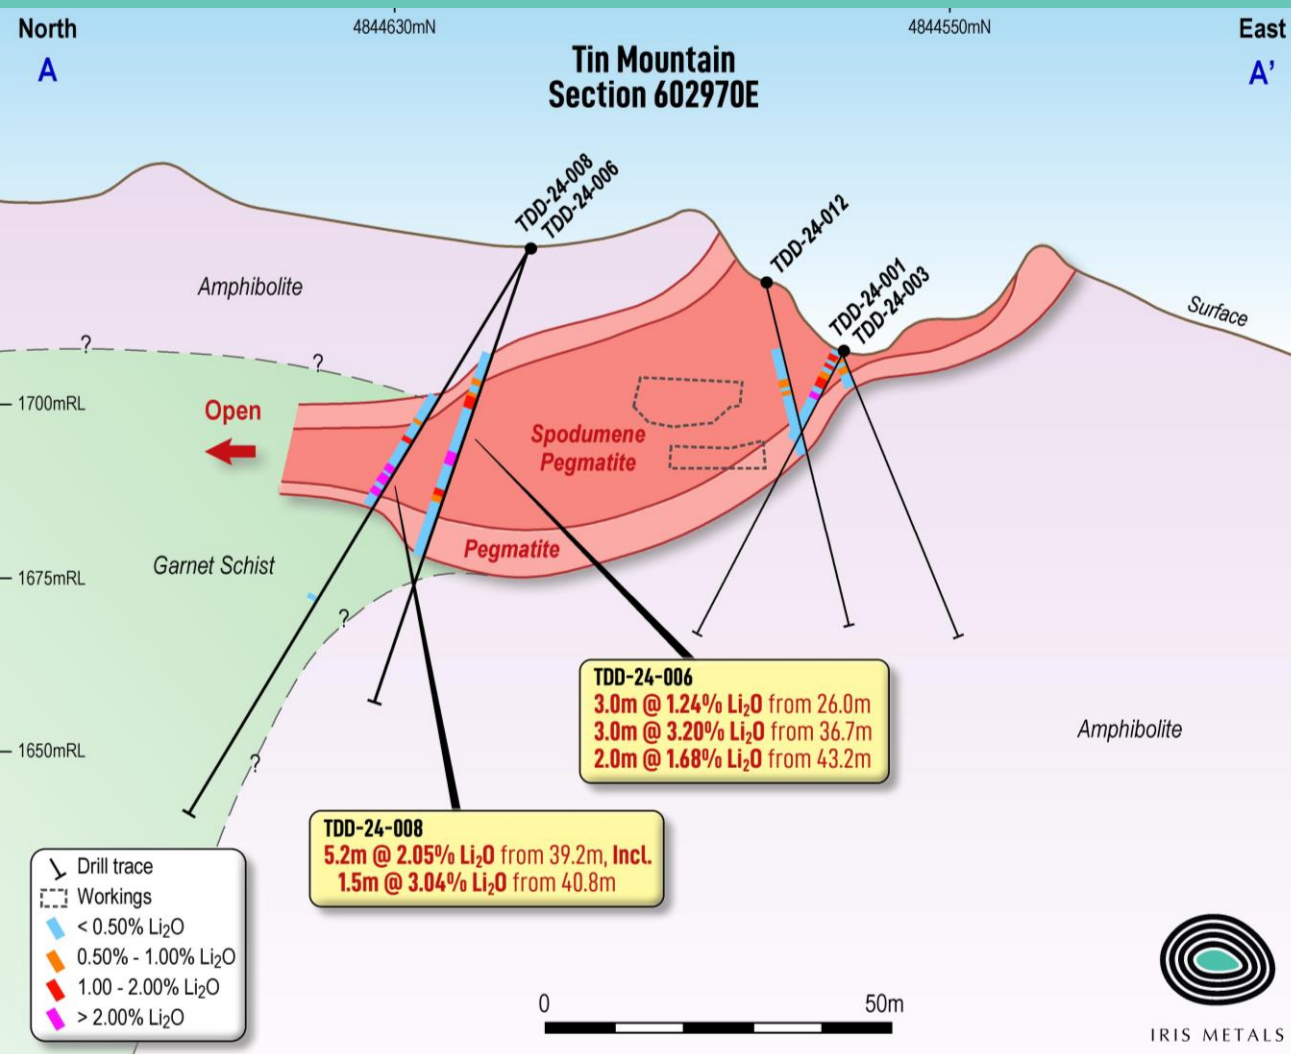 North
4844630mN
4844550mN
East
A
A'
Tin Mountain
Section 602970E
TDD-24-008
TDD-24-006
TDD-24-012
TDD-24-001
TDD-24-003
Amphibolite
Surface
?
?
1700mRL
Open
Spodumene
Pegmatite
Pegmatite
Garnet Schist
1675mRL
?
TDD-24-006
3.0m @ 1.24% Li₂O from 26.0m
3.0m @ 3.20% Li₂O from 36.7m
2.0m @ 1.68% Li₂O from 43.2m
Amphibolite
1650mRL
?
TDD-24-008
5.2m @ 2.05% Li₂O from 39.2m, Incl.
1.5m @ 3.04% Li₂O from 40.8m
Drill trace
Workings
< 0.50% Li₂O
0.50% - 1.00% Li₂O
1.00 - 2.00% Li₂O
> 2.00% Li₂O
0
50m
IRIS METALS